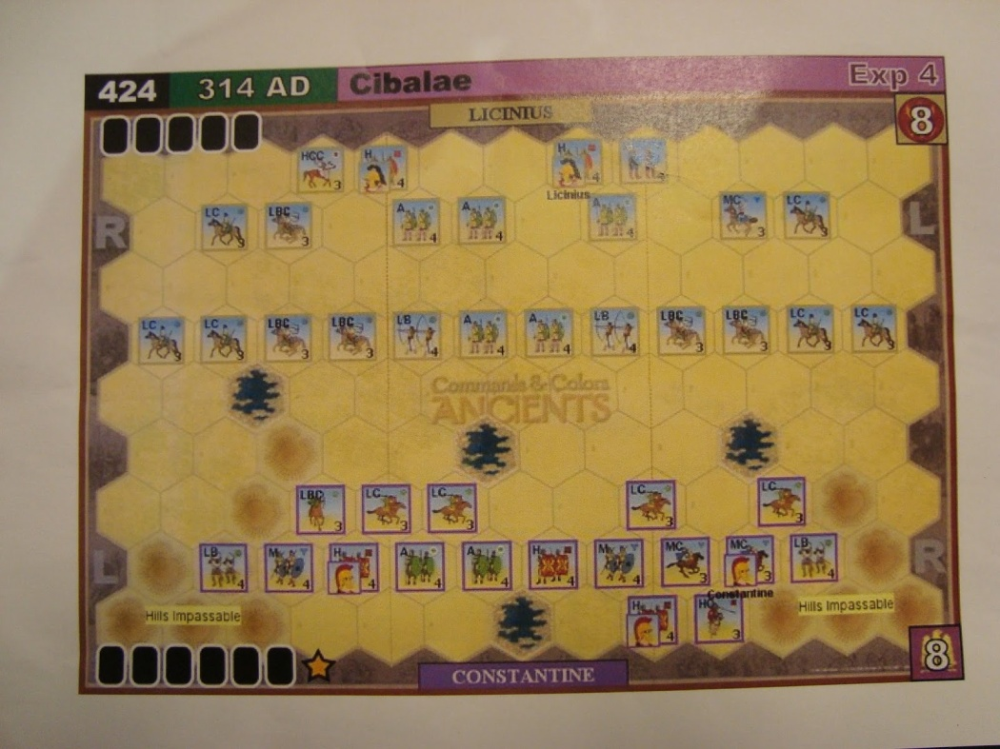 424 314 AD Cibalae Exp 4
LICINIUS 8
HCC 3 H 4 H 4
Licinius
LC 3 LBC 3 A 4 A 4 A 4 MC 3 LC 3
R L
LC 3 LC 3 LBC 3 LBC 3 LB 4 A 4 A 4 LB 4 LBC 3 LBC 3 LC 3 LC 3
Commands & Colors
ANCIENTS
LBC 3 LC 3 LC 3 LC 3 LC 3
L LB 4 M 4 H 4 A 4 A 4 H 4 M 4 MC 3 MC 3 LB 4 R
Constantine
Hills Impassable H 4 HC 3 Hills Impassable
CONSTANTINE 8